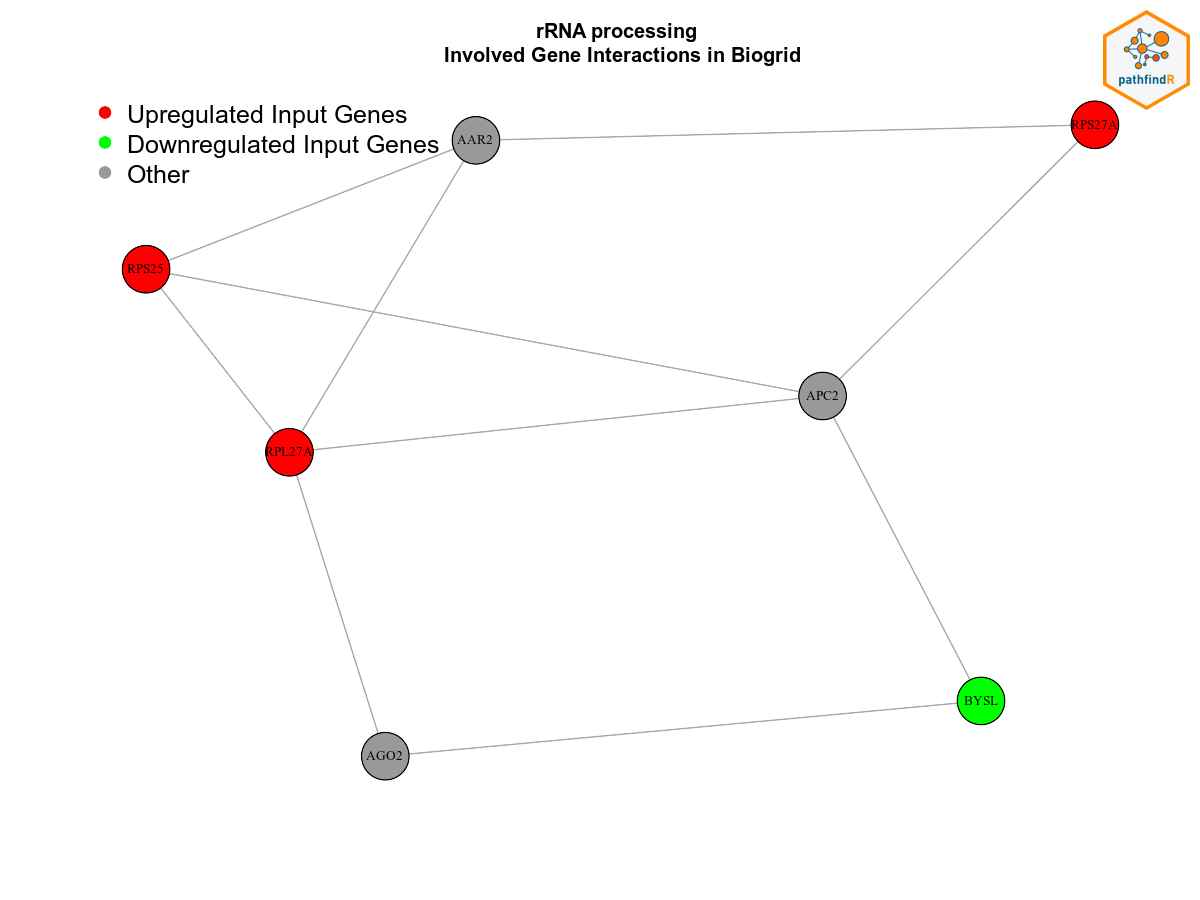 rRNA processing
Involved Gene Interactions in Biogrid
pathfindR
Upregulated Input Genes
Downregulated Input Genes
Other
AAR2
RPS27A
RPS25
APC2
RPL27A
BYSL
AGO2